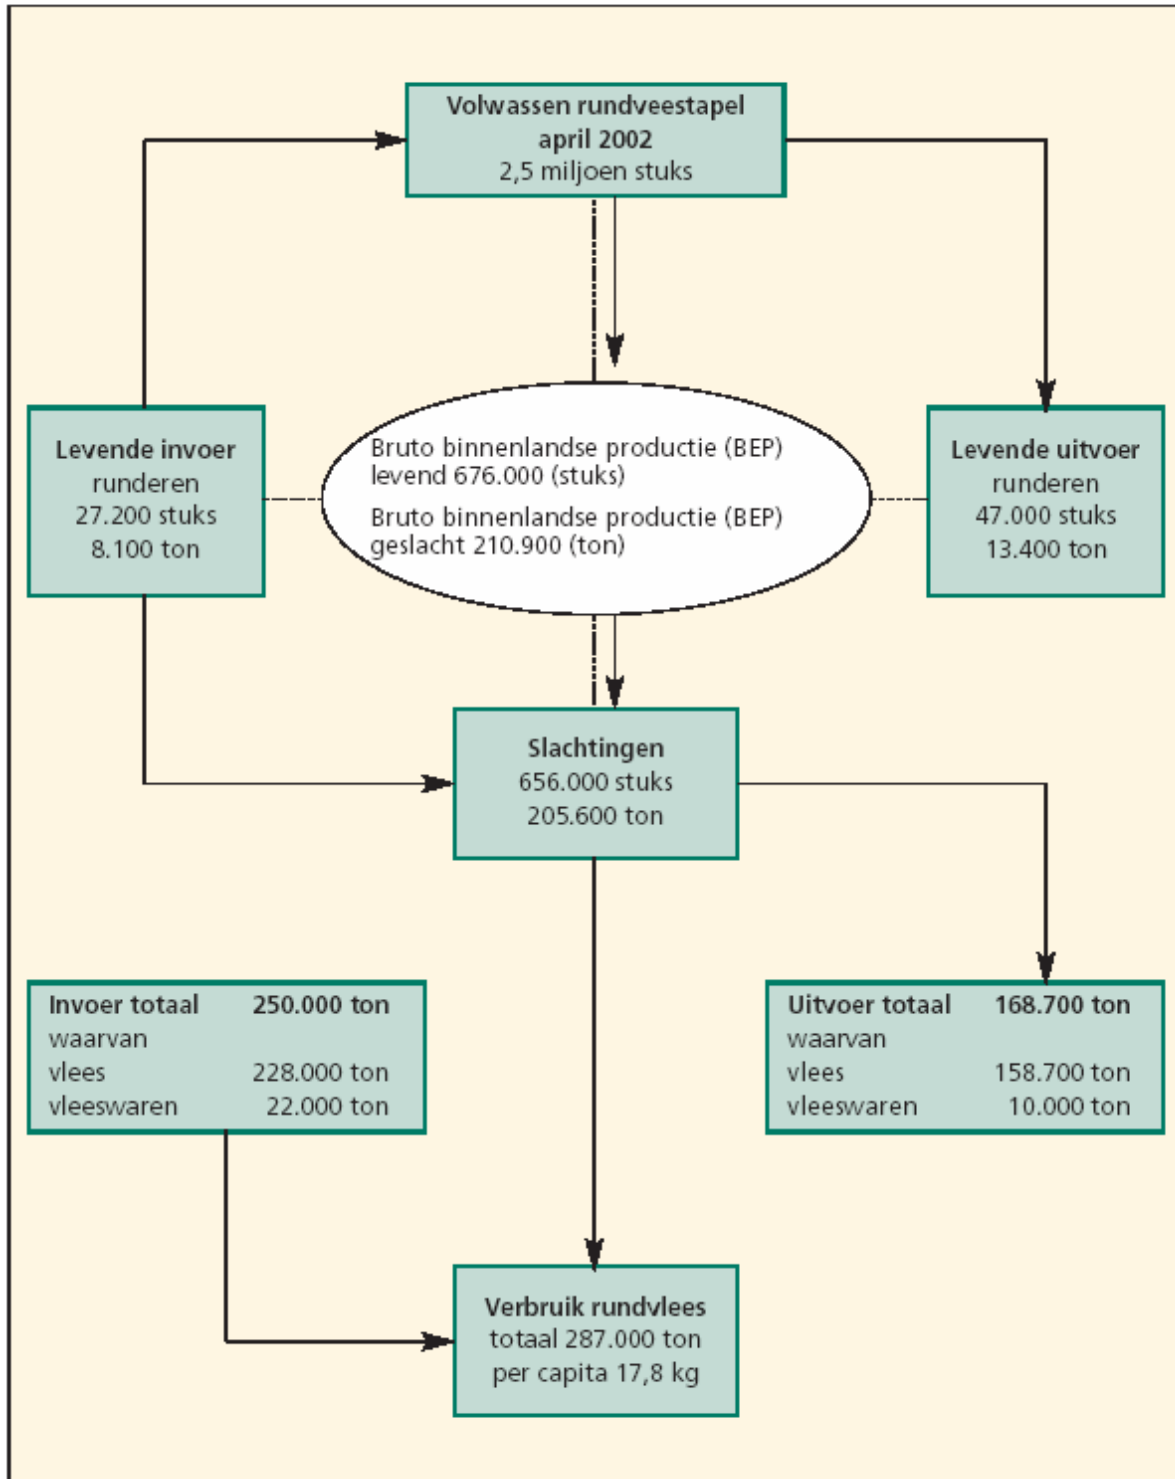 Volwassen rundveestapel
april 2002
2,5 miljoen stuks
Levende invoer
runderen
27.200 stuks
8.100 ton
Bruto binnenlandse productie (BEP)
levend 676.000 (stuks)
Bruto binnenlandse productie (BEP)
geslacht 210.900 (ton)
Levende uitvoer
runderen
47.000 stuks
13.400 ton
Slachtingen
656.000 stuks
205.600 ton
Invoer totaal 250.000 ton
waarvan
vlees 228.000 ton
vleeswaren 22.000 ton
Uitvoer totaal 168.700 ton
waarvan
vlees 158.700 ton
vleeswaren 10.000 ton
Verbruik rundvlees
totaal 287.000 ton
per capita 17,8 kg